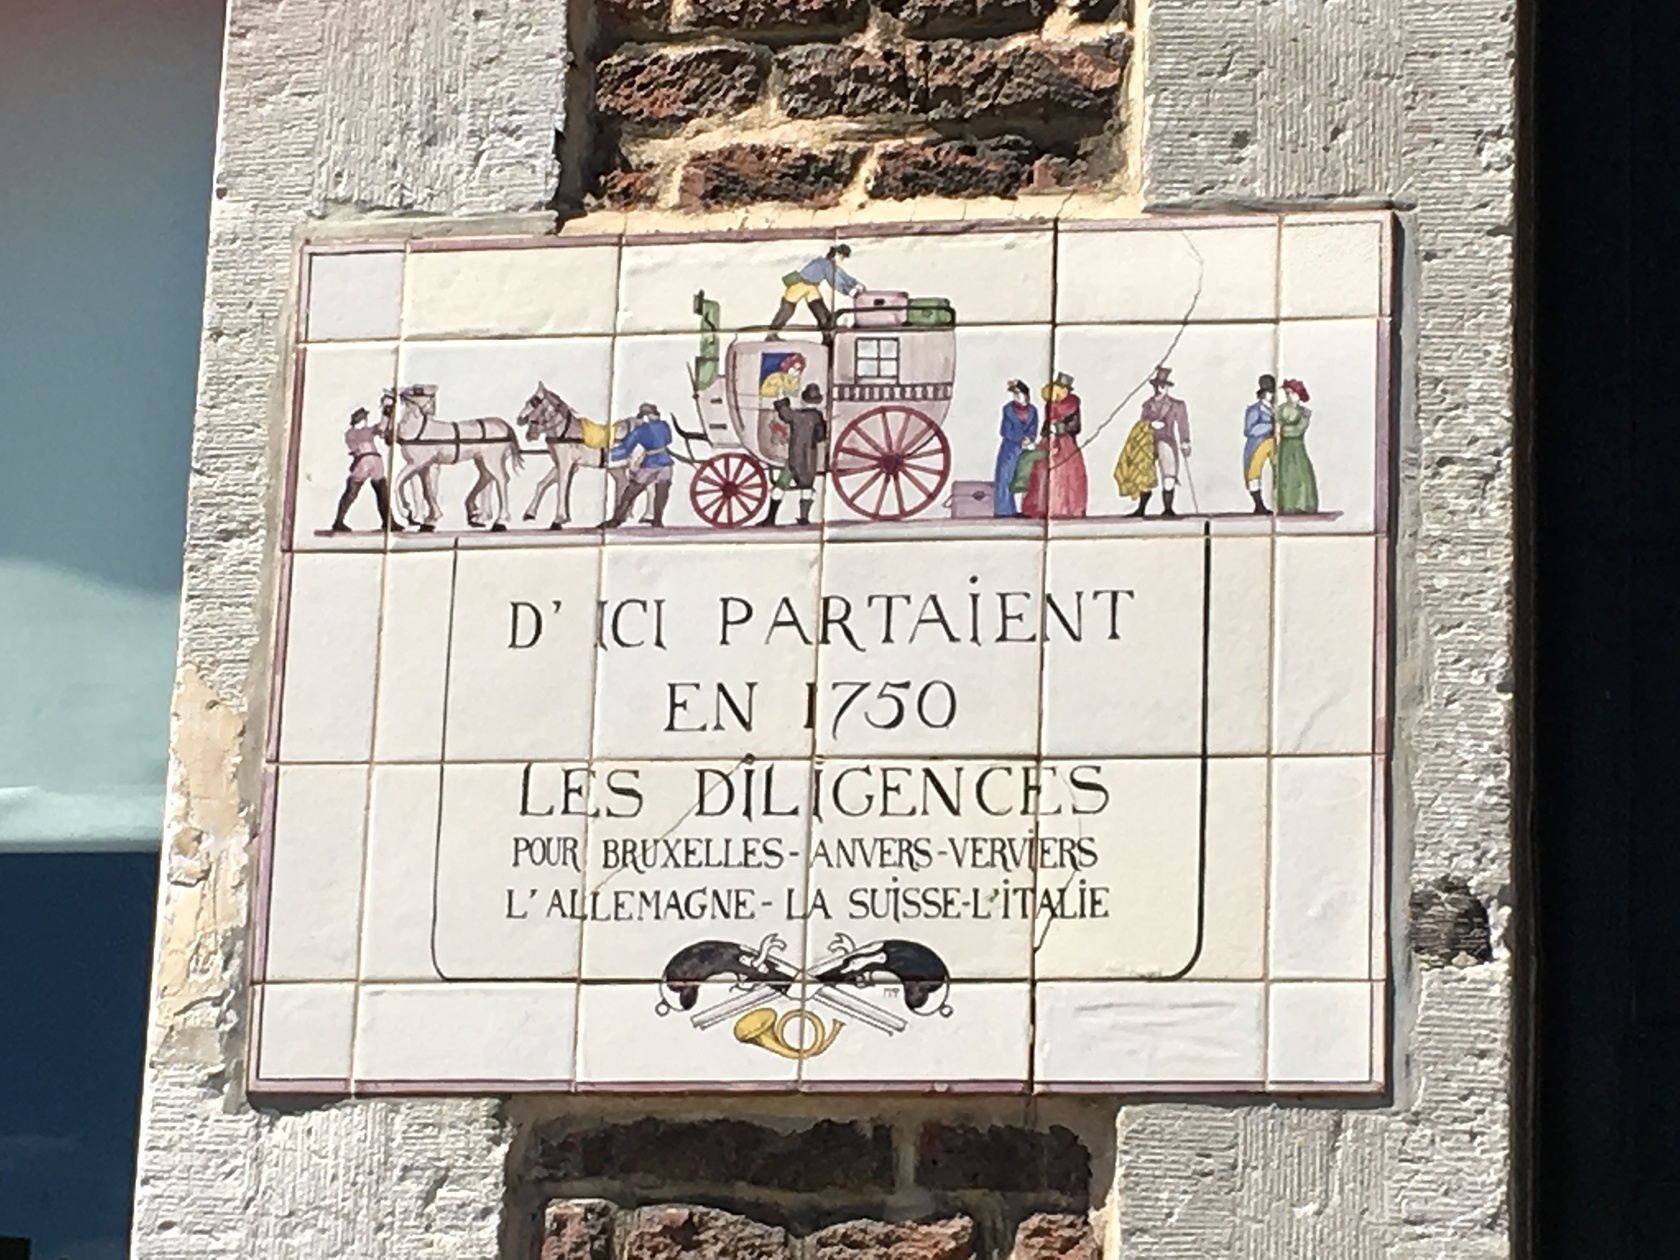 D' ICI PARTAIENT
EN 1750
LES DILIGENCES
POUR BRUXELLES-ANVERS-VERVIERS
L'ALLEMAGNE-LA SUISSE-L'ITALIE